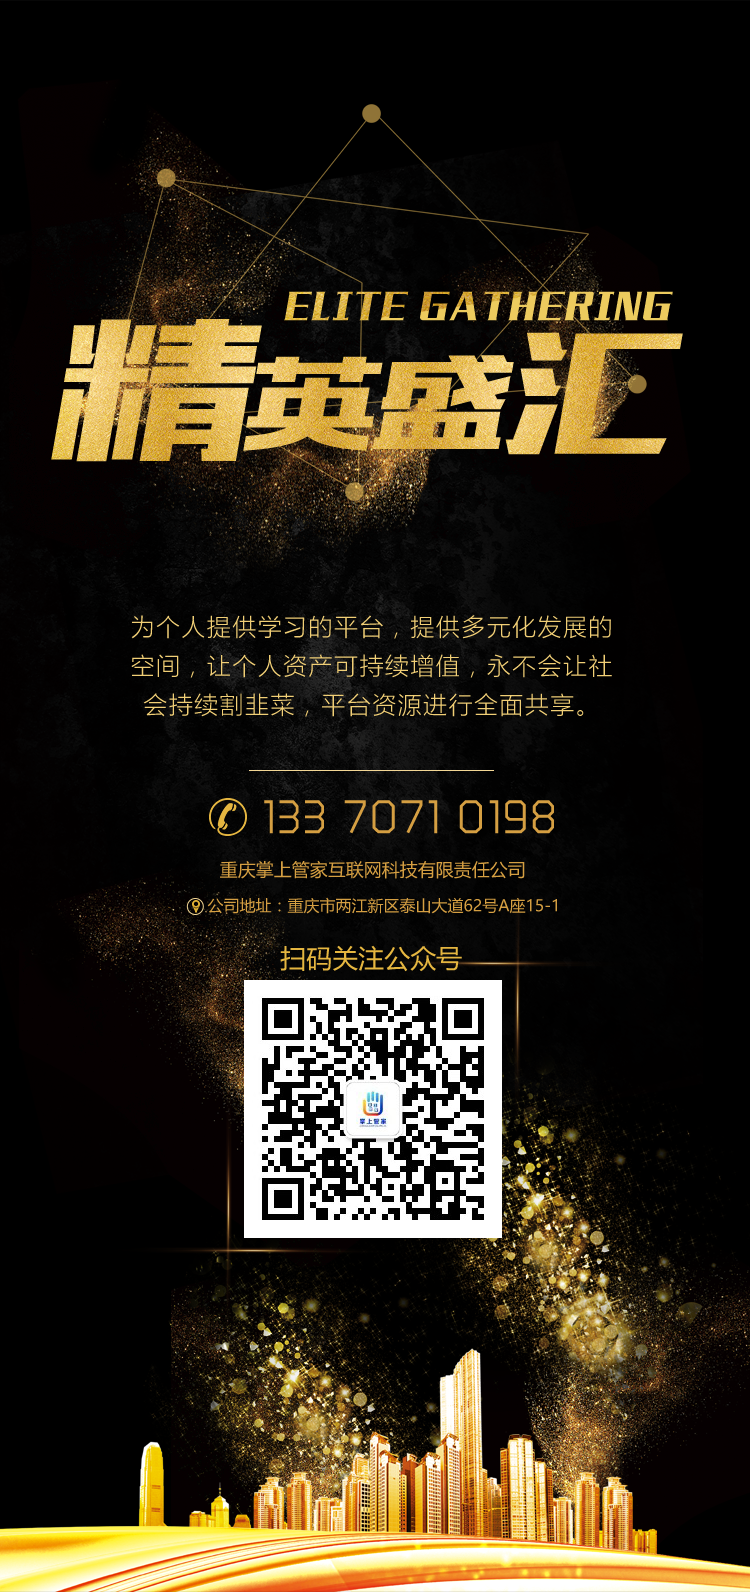 ELITE GATHERING
精英盛汇
为个人提供学习的平台，提供多元化发展的
空间，让个人资产可持续增值，永不会让社
会持续割韭菜，平台资源进行全面共享。
133 7071 0198
重庆掌上管家互联网科技有限责任公司
公司地址：重庆市两江新区泰山大道62号A座15-1
扫码关注公众号
掌上管家